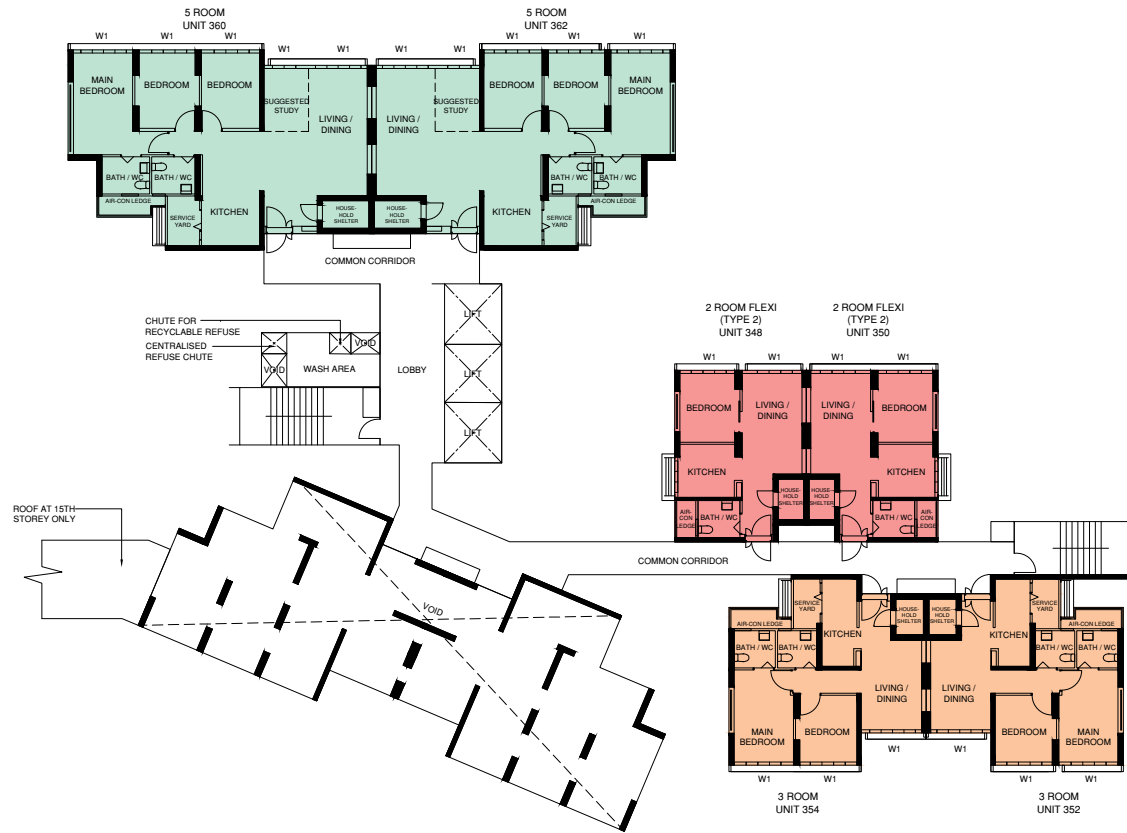 5 ROOM
UNIT 360
5 ROOM
UNIT 362
W1
W1
W1
W1
W1
W1
W1
W1
W1
W1
MAIN
BEDROOM
BEDROOM
BEDROOM
SUGGESTED
STUDY
LIVING /
DINING
LIVING /
DINING
SUGGESTED
STUDY
BEDROOM
BEDROOM
MAIN
BEDROOM
BATH / WC
BATH / WC
BATH / WC
BATH / WC
AIR-CON LEDGE
AIR-CON LEDGE
SERVICE
YARD
KITCHEN
HOUSE-
HOLD
SHELTER
HOUSE-
HOLD
SHELTER
KITCHEN
SERVICE
YARD
COMMON CORRIDOR
CHUTE FOR
RECYCLABLE REFUSE
CENTRALISED
REFUSE CHUTE
VOID
VOID
WASH AREA
LOBBY
LIFT
LIFT
LIFT
2 ROOM FLEXI
(TYPE 2)
UNIT 348
2 ROOM FLEXI
(TYPE 2)
UNIT 350
W1
W1
W1
W1
BEDROOM
LIVING /
DINING
LIVING /
DINING
BEDROOM
KITCHEN
KITCHEN
HOUSE-
HOLD
SHELTER
HOUSE-
HOLD
SHELTER
AIR-
CON
LEDGE
BATH / WC
BATH / WC
AIR-
CON
LEDGE
ROOF AT 15TH
STOREY ONLY
COMMON CORRIDOR
VOID
SERVICE
YARD
KITCHEN
HOUSE-
HOLD
SHELTER
HOUSE-
HOLD
SHELTER
KITCHEN
SERVICE
YARD
AIR-CON LEDGE
AIR-CON LEDGE
BATH / WC
BATH / WC
BATH / WC
BATH / WC
LIVING /
DINING
LIVING /
DINING
MAIN
BEDROOM
BEDROOM
BEDROOM
MAIN
BEDROOM
W1
W1
W1
W1
W1
W1
3 ROOM
UNIT 354
3 ROOM
UNIT 352